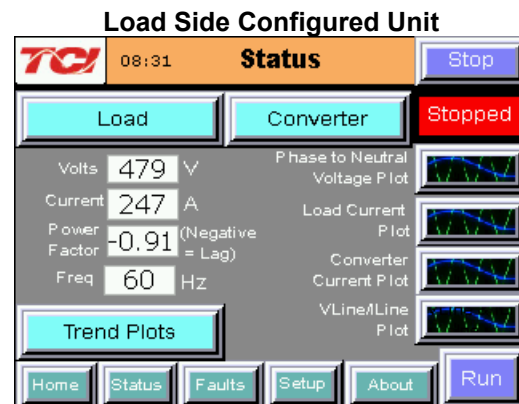 Load Side Configured Unit
TCI 08:31 Status Stop
Load Converter Stopped
Volts 479 V
Phase to Neutral
Voltage Plot
Current 247 A
Load Current
Plot
Power
Factor -0.91 (Negative
= Lag)
Converter
Current Plot
Freq 60 Hz
VLine/ILine
Plot
Trend Plots
Home Status Faults Setup About Run